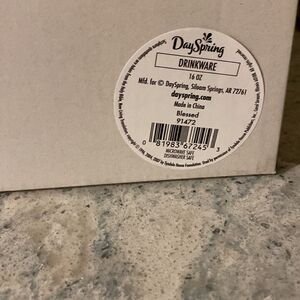 DaySpring
DRINKWARE
16 OZ
Mfd. for © DaySpring, Siloam Springs, AR 72761
dayspring.com
Made in China
Blessed
91472
0 81983 67245 3
MICROWAVE SAFE
DISHWASHER SAFE